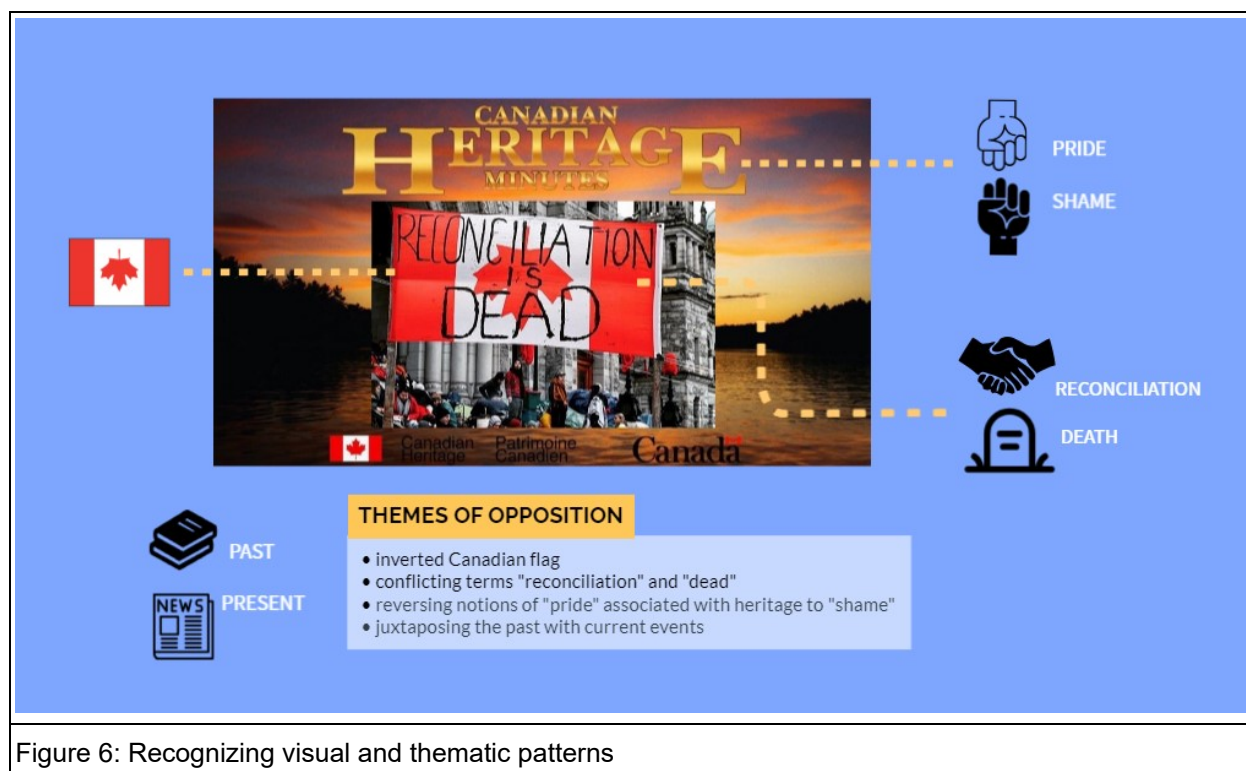 CANADIAN
HERITAGE
MINUTES
PRIDE
SHAME
RECONCILIATION
IS
DEAD
RECONCILIATION
DEATH
Canadian Patrimoine
Heritage Canadien
Canada
THEMES OF OPPOSITION
• inverted Canadian flag
• conflicting terms "reconciliation" and "dead"
• reversing notions of "pride" associated with heritage to "shame"
• juxtaposing the past with current events
PAST
NEWS
PRESENT
Figure 6: Recognizing visual and thematic patterns